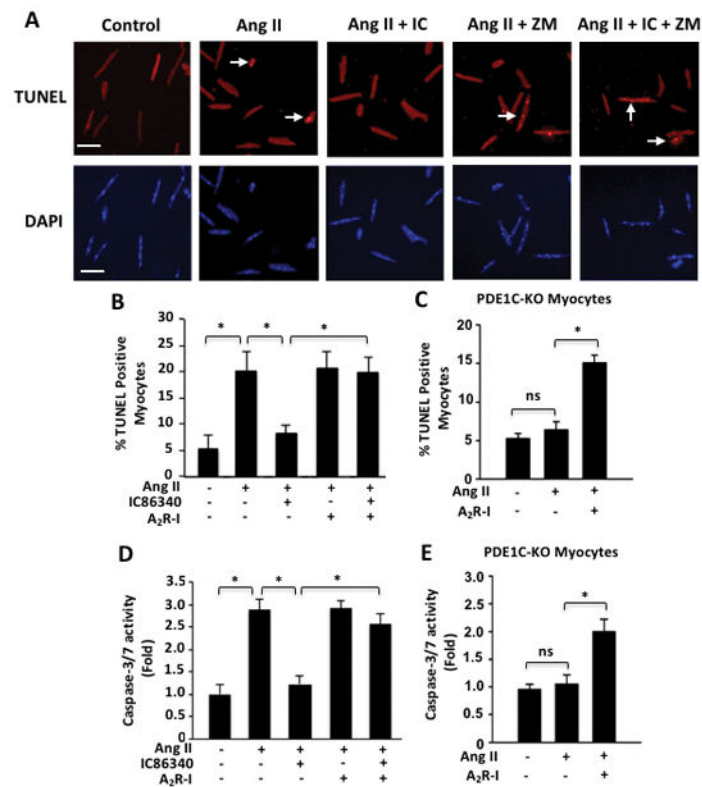 A
Control Ang II Ang II + IC Ang II + ZM Ang II + IC + ZM
TUNEL
DAPI
B
% TUNEL Positive
Myocytes
30
25
20
15
10
5
0
* * *
Ang II - + + + +
IC86340 - - + - +
A₂R-I - - - + +
C
PDE1C-KO Myocytes
% TUNEL Positive
Myocytes
20
15
10
5
0
ns *
Ang II - + +
A₂R-I - - +
D
Caspase-3/7 activity
(Fold)
3.5
3.0
2.5
2.0
1.5
1.0
0.5
0.0
* * *
Ang II - + + + +
IC86340 - - + - +
A₂R-I - - - + +
E
PDE1C-KO Myocytes
Caspase-3/7 activity
(Fold)
2.5
2.0
1.5
1.0
0.5
0.0
ns *
Ang II - + +
A₂R-I - - +